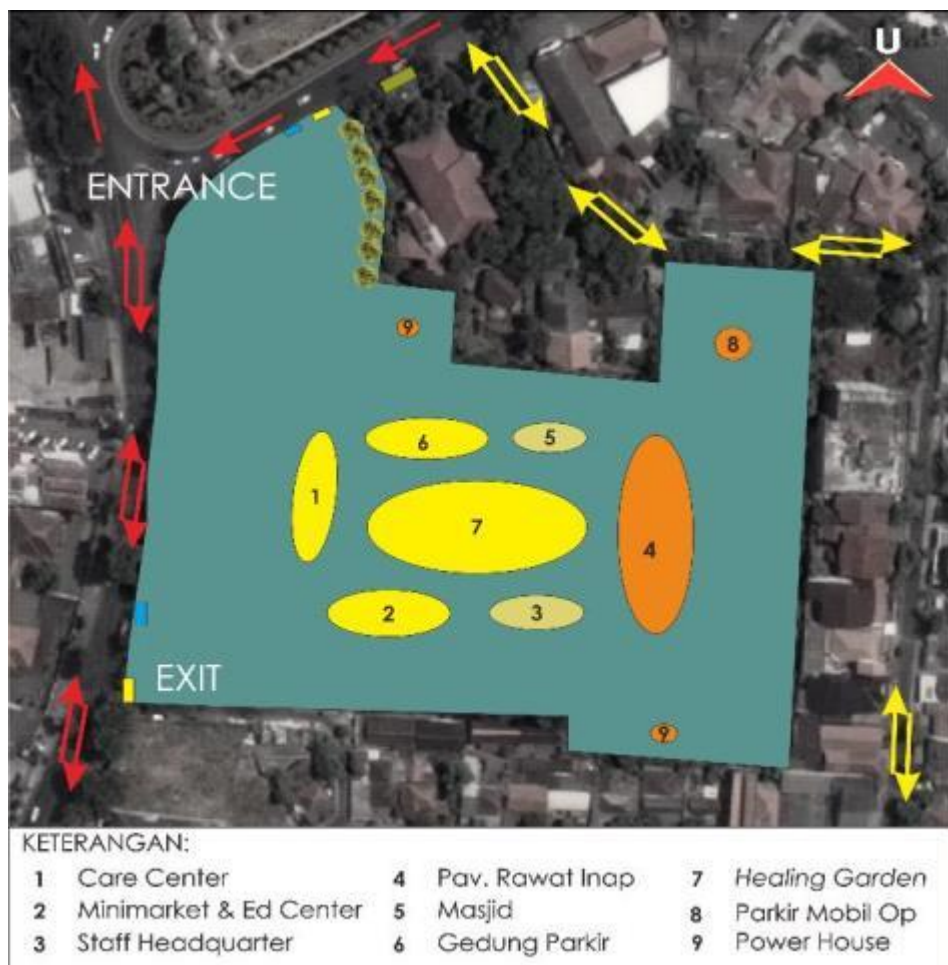 U
ENTRANCE
9
8
6
5
1
7
4
2
3
EXIT
9
KETERANGAN:
1 Care Center
2 Minimarket & Ed Center
3 Staff Headquarter
4 Pav. Rawat Inap
5 Masjid
6 Gedung Parkir
7 Healing Garden
8 Parkir Mobil Op
9 Power House